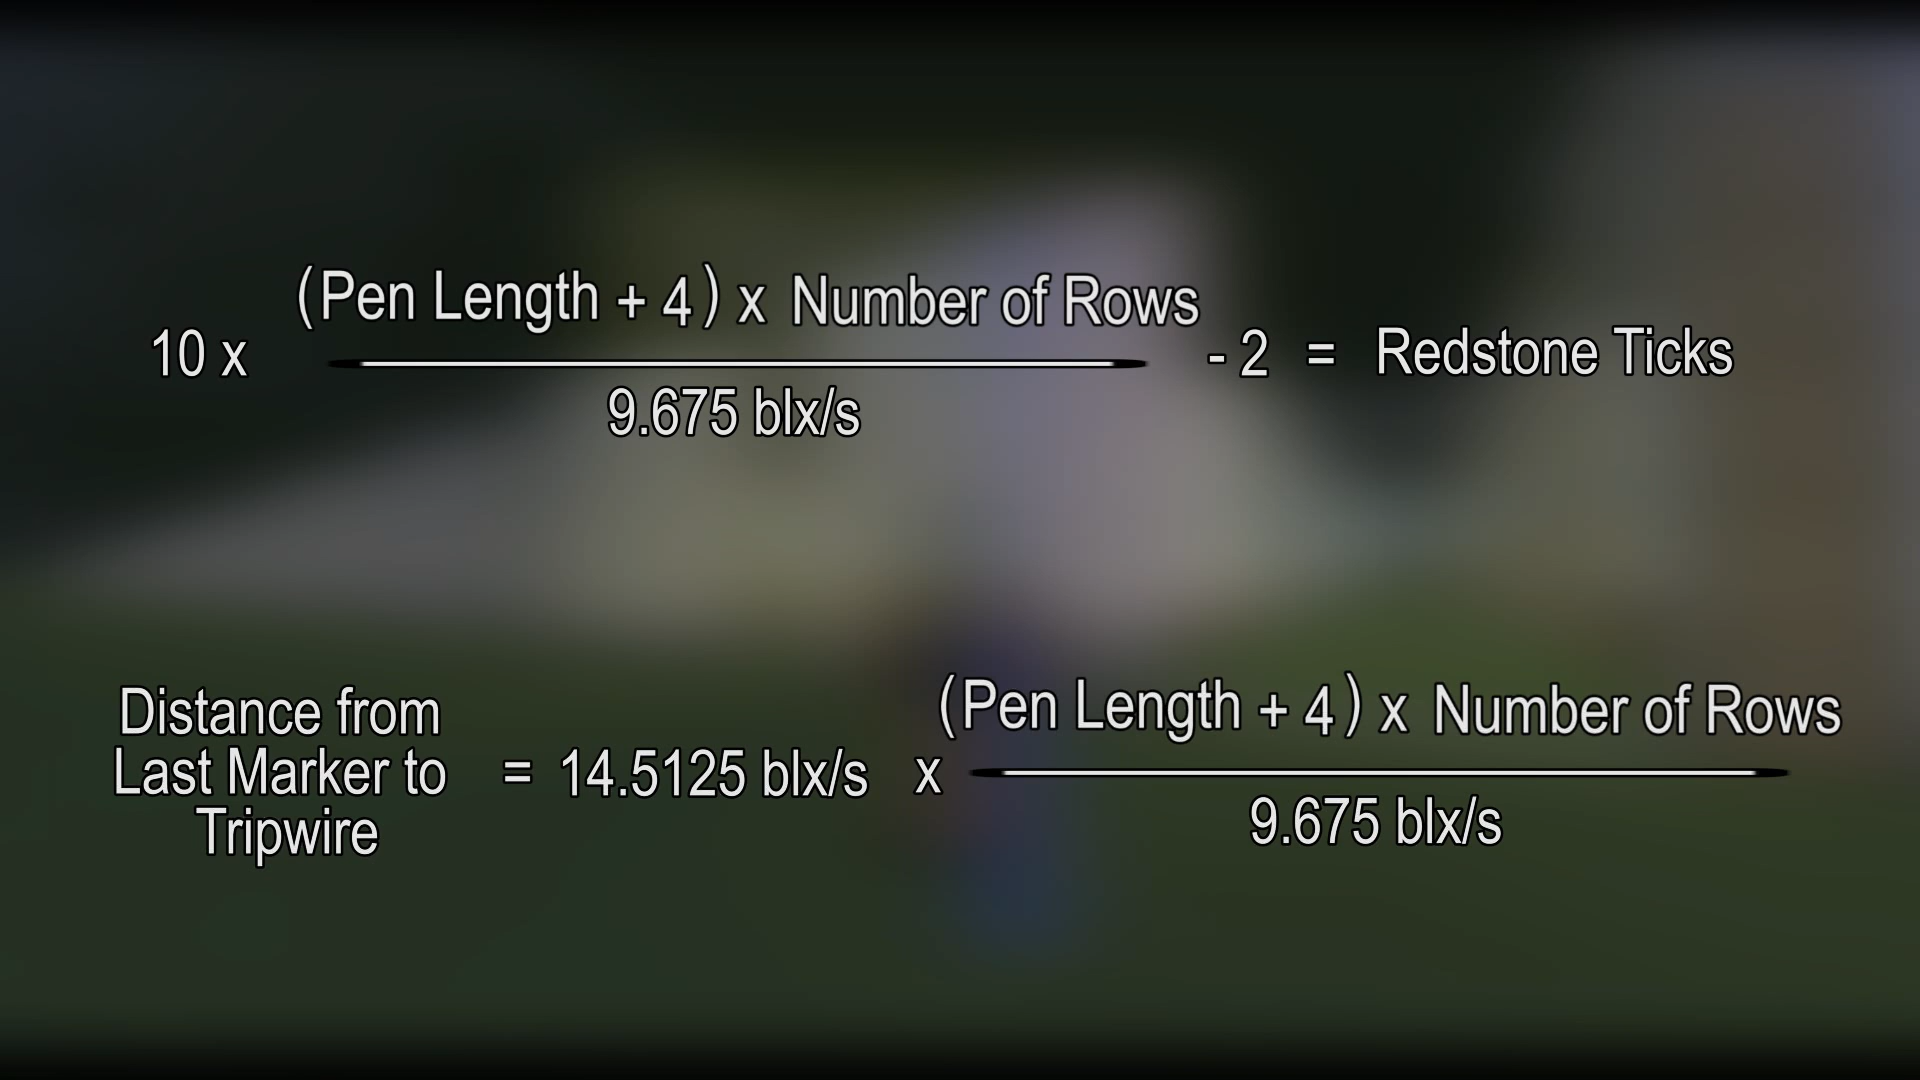 (Pen Length + 4) x Number of Rows
10 x - 2 = Redstone Ticks
9.675 blx/s
Distance from
Last Marker to
Tripwire
= 14.5125 blx/s x
(Pen Length + 4) x Number of Rows
9.675 blx/s